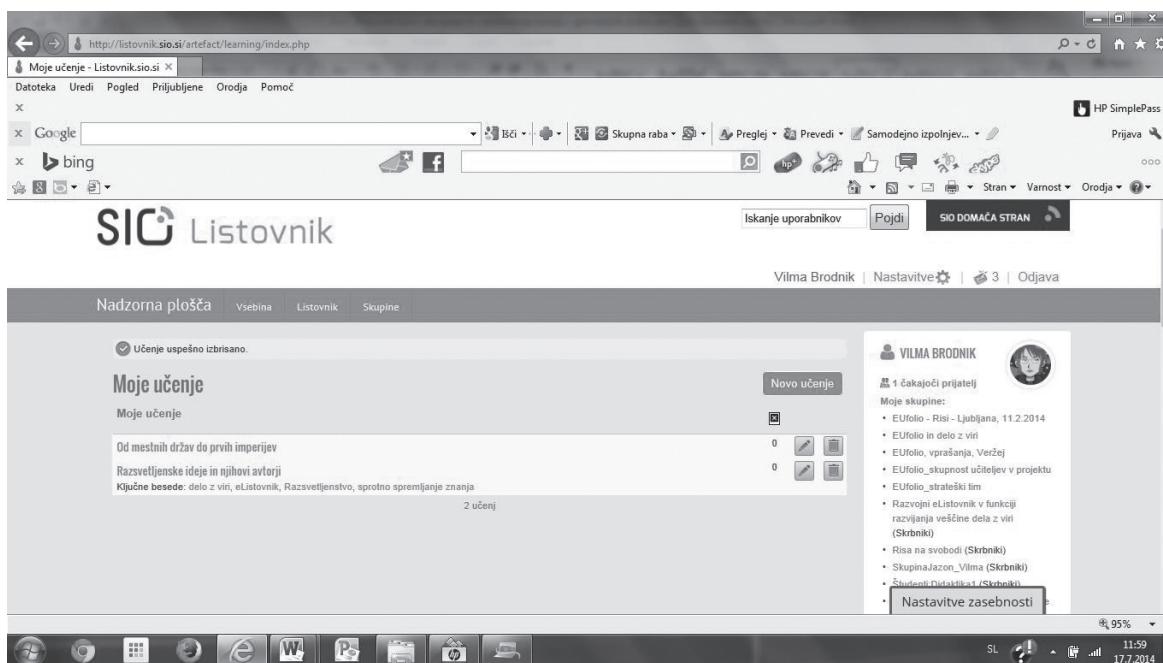 http://listovnik.sio.si/artefact/learning/index.php
Moje učenje - Listovnik.sio.si
Datoteka Uredi Pogled Priljubljene Orodja Pomoč
HP SimplePass
Google
Išči
Skupna raba
Preglej
Prevedi
Samodejno izpolnjev...
Prijava
bing
Stran
Varnost
Orodja
SIO Listovnik
Iskanje uporabnikov
Pojdi
SIO DOMAČA STRAN
Vilma Brodnik | Nastavitve | 3 | Odjava
Nadzorna plošča Vsebina Listovnik Skupine
Učenje uspešno izbrisano.
Moje učenje
Novo učenje
Moje učenje
Od mestnih držav do prvih imperijev
0
Razsvetljenske ideje in njihovi avtorji
0
Ključne besede: delo z viri, eListovnik, Razsvetljenstvo, sprotno spremljanje znanja
2 učenj
VILMA BRODNIK
1 čakajoči prijatelj
Moje skupine:
• EUfolio - Risi - Ljubljana, 11.2.2014
• EUfolio in delo z viri
• EUfolio, vprašanja, Veržej
• EUfolio_skupnost učiteljev v projektu
• EUfolio_strateški tim
• Razvojni eListovnik v funkciji
razvijanja veščine dela z viri
(Skrbniki)
• Risa na svobodi (Skrbniki)
• SkupinaJazon_Vilma (Skrbniki)
• Študenti:Didaktika1 (Skrbniki)
Nastavitve zasebnosti
95%
SL
11:59
17.7.2014